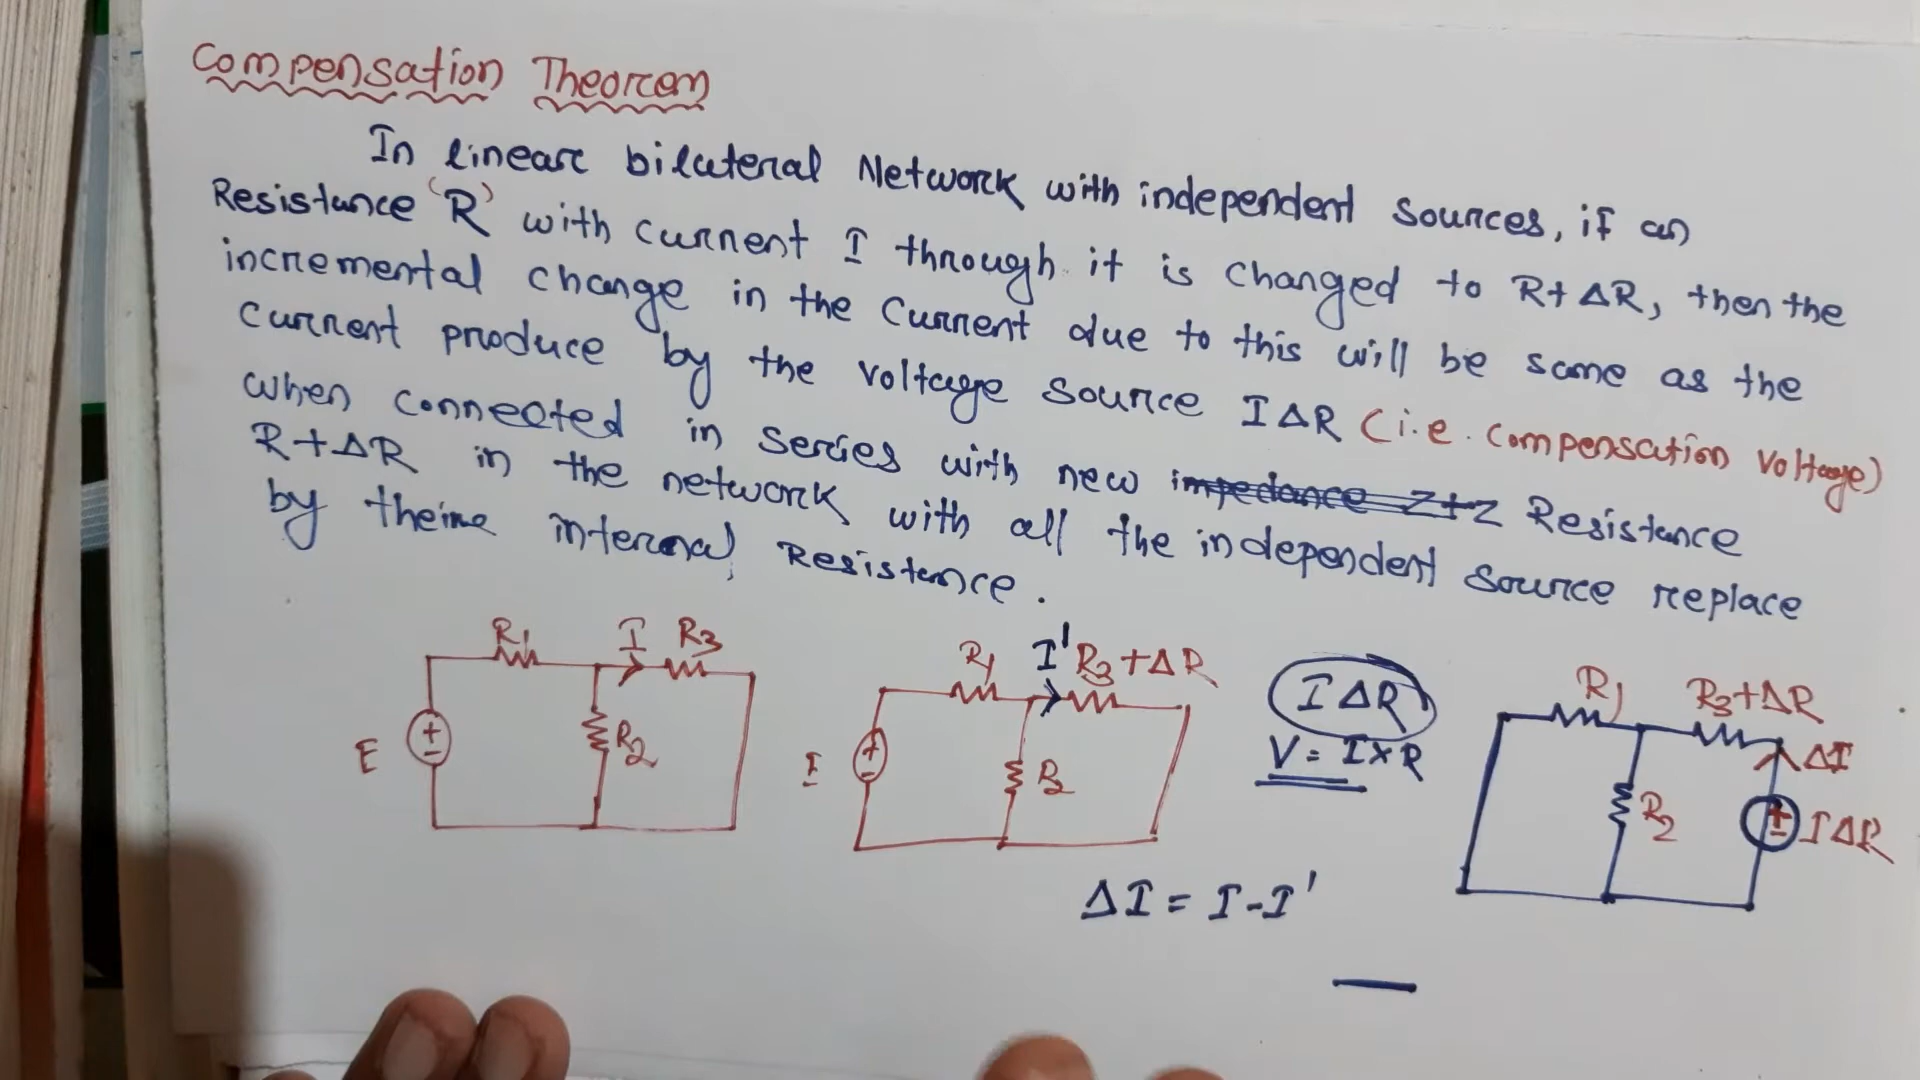 Compensation Theorem
In linear bilateral Network with independent sources, if an
Resistance 'R' with current I through it is changed to R+ΔR, then the
incremental change in the current due to this will be same as the
current produce by the voltage source IΔR (i.e. compensation voltage)
when connected in series with new impedance Z+Z Resistance
R+ΔR in the network with all the independent source replace
by theire internal Resistance.
R1 I R3
E R2
R1 I' R3+ΔR
E R2
IΔR
V = I×R
R1 R3+ΔR
ΔI
R2 IΔR
ΔI = I-I'